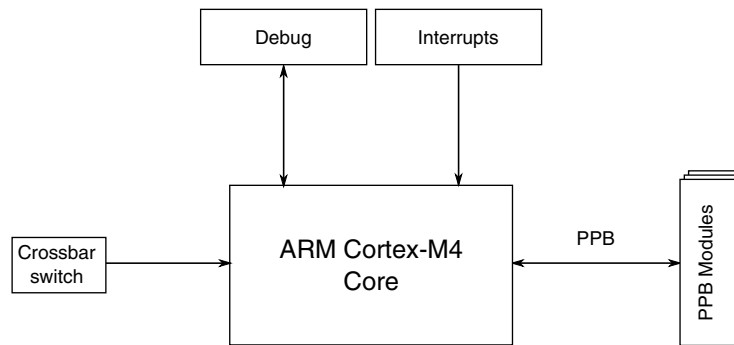 Debug
Interrupts
ARM Cortex-M4
Core
Crossbar
switch
PPB
PPB Modules